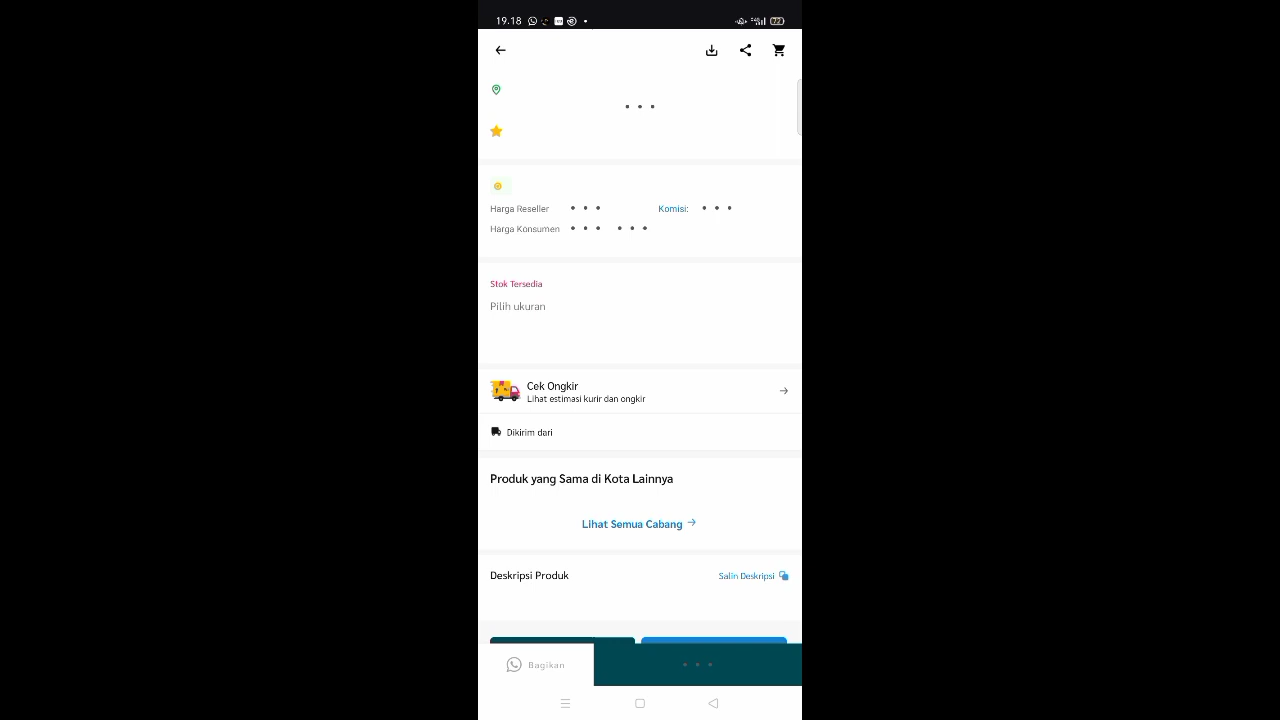 19.18 72
Harga Reseller Komisi:
Harga Konsumen
Stok Tersedia
Pilih ukuran
Cek Ongkir
Lihat estimasi kurir dan ongkir
Dikirim dari
Produk yang Sama di Kota Lainnya
Lihat Semua Cabang
Deskripsi Produk Salin Deskripsi
Bagikan